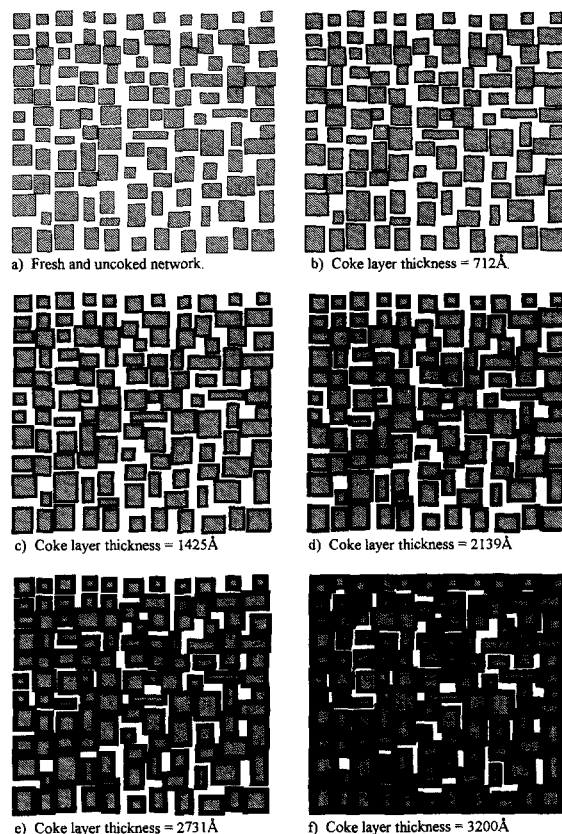 a) Fresh and uncoked network.
b) Coke layer thickness = 712Å.
c) Coke layer thickness = 1425Å
d) Coke layer thickness = 2139Å
e) Coke layer thickness = 2731Å
f) Coke layer thickness = 3200Å